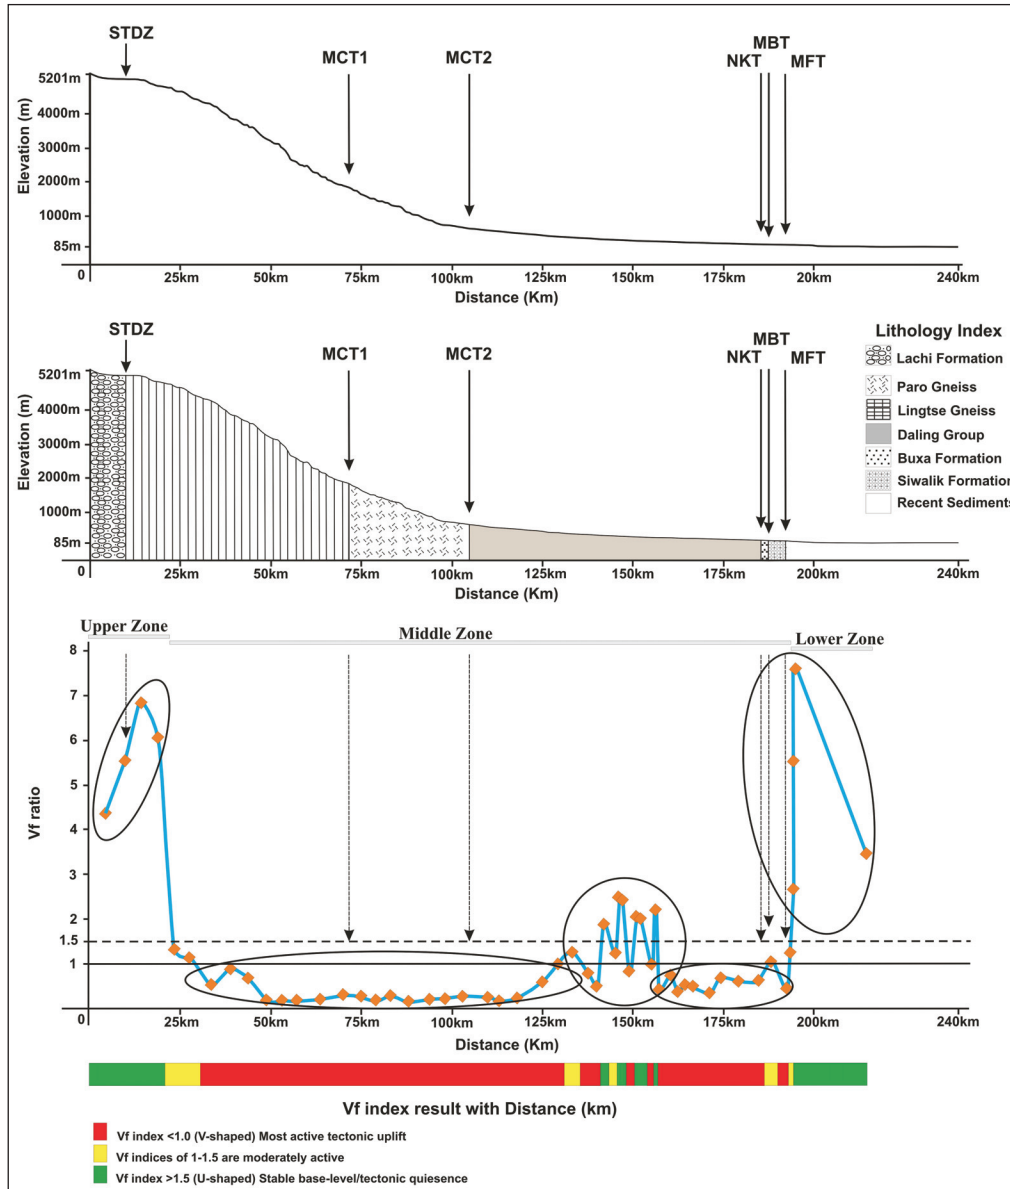 STDZ
MCT1
MCT2
MBT
NKT
MFT
5201m
4000m
3000m
2000m
1000m
85m
Elevation (m)
0
25km
50km
75km
100km
125km
150km
175km
20km
240km
Distance (Km)
STDZ
MCT1
MCT2
MBT
NKT
MFT
Lithology Index
Lachi Formation
Paro Gneiss
Lingtse Gneiss
Daling Group
Buxa Formation
Siwalik Formation
Recent Sediments
5201m
4000m
3000m
2000m
1000m
85m
Elevation (m)
0
25km
50km
75km
100km
125km
150km
175km
200km
240km
Distance (Km)
Upper Zone
Middle Zone
Lower Zone
8
7
6
5
4
3
2
1.5
1
0
Vf ratio
25km
50km
75km
100km
125km
150km
175km
200km
240km
Distance (Km)
Vf index result with Distance (km)
Vf index <1.0 (V-shaped) Most active tectonic uplift
Vf indices of 1-1.5 are moderately active
Vf index >1.5 (U-shaped) Stable base-level/tectonic quiesence